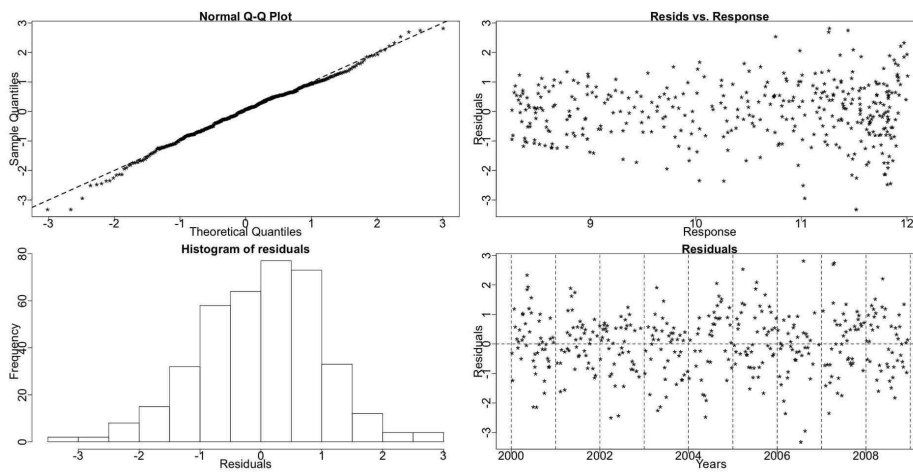 Normal Q-Q Plot
Sample Quantiles
3
2
1
0
-1
-2
-3
-3 -2 -1 0 1 2 3
Theoretical Quantiles
Resids vs. Response
Residuals
3
2
1
0
-1
-2
-3
9 10 11 12
Response
Histogram of residuals
Frequency
80
60
40
20
0
-3 -2 -1 0 1 2 3
Residuals
Residuals
Residuals
3
2
1
0
-1
-2
-3
2000 2002 2004 2006 2008
Years